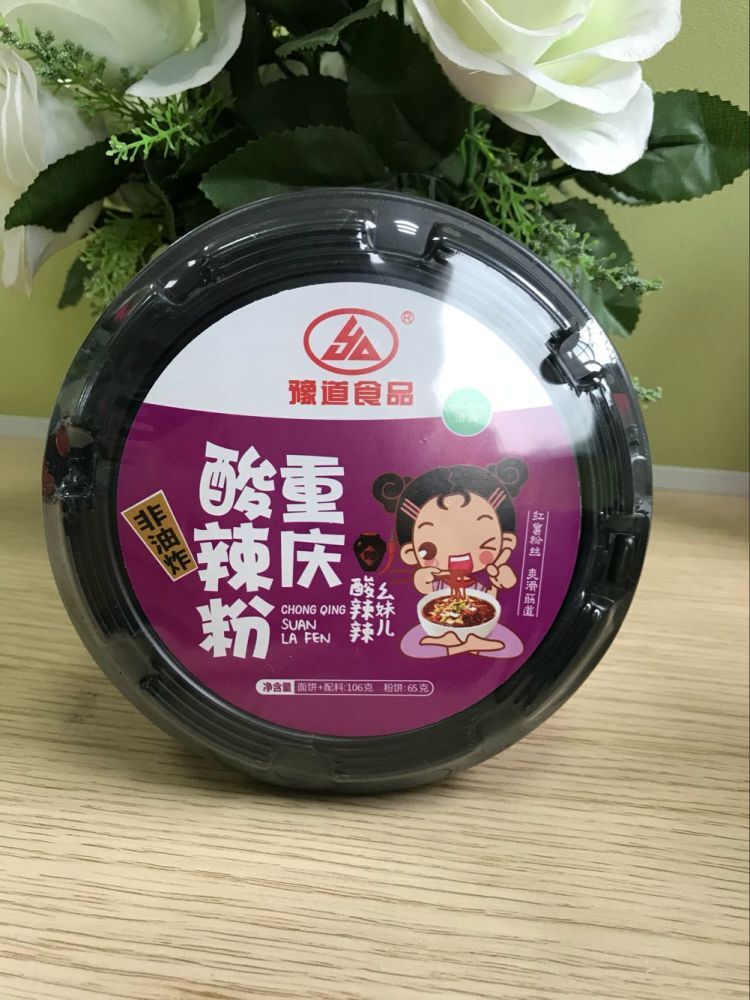 ®
豫道食品
清真
重庆
酸辣粉
非油炸
CHONG QING
SUAN
LA FEN
幺妹儿
酸辣辣
红薯粉丝 爽滑筋道
净含量 面饼+配料:106克 粉饼:65克